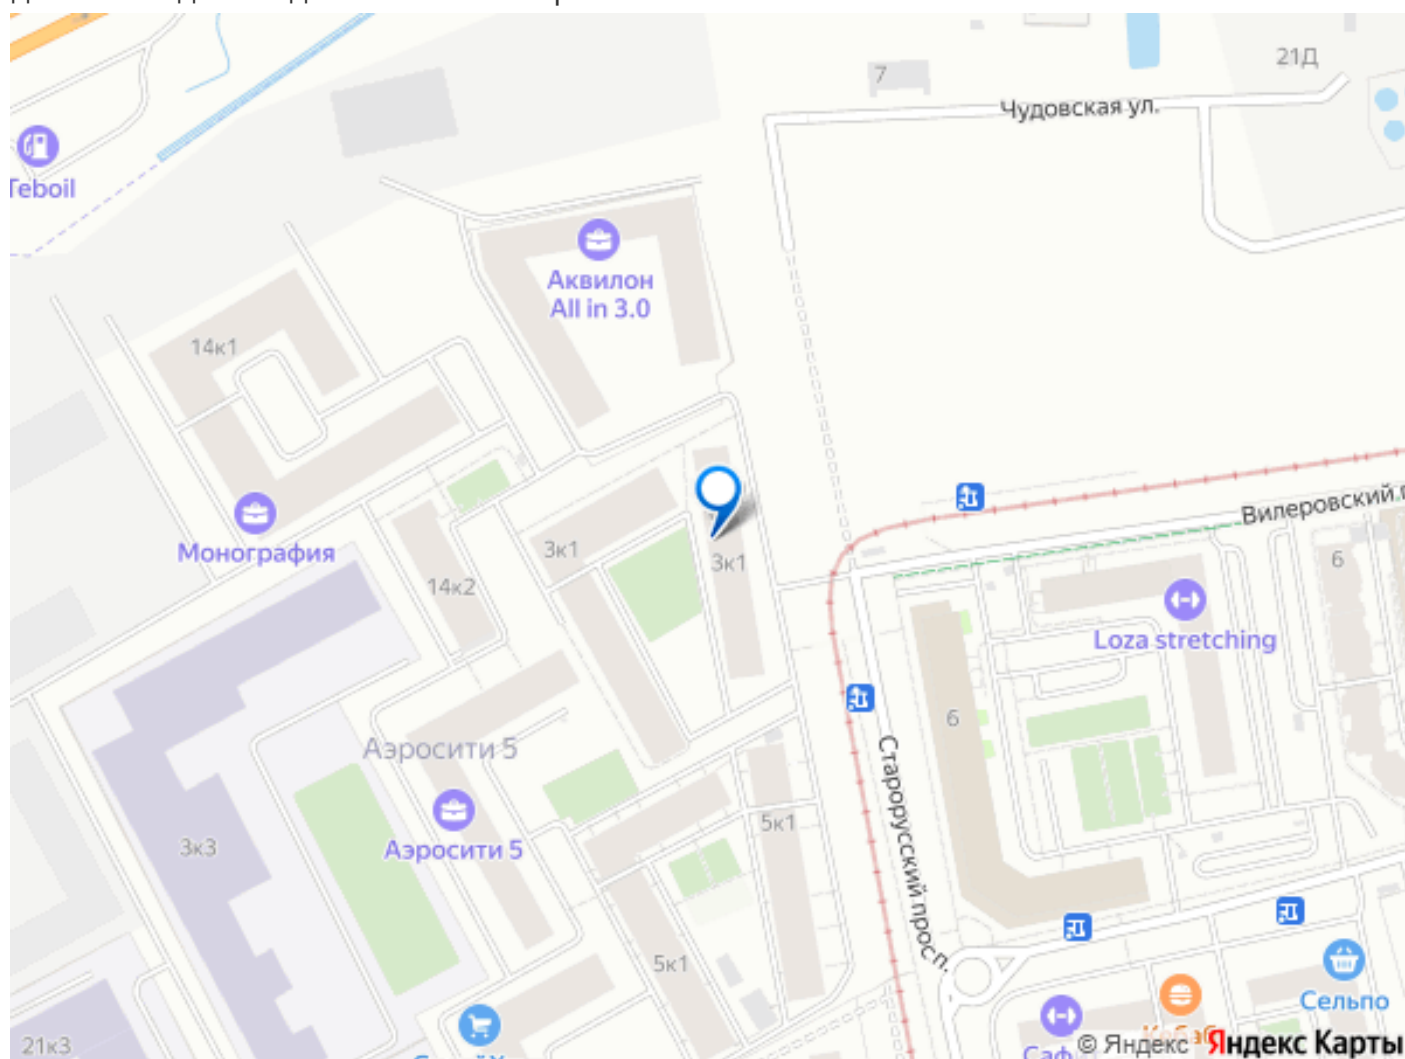 21Д
7
Чудовская ул.
Teboil
Аквилон
All in 3.0
14к1
Вилеровский
Монография
3к1
3к1
6
14к2
Loza stretching
6
Аэросити 5
Старорусский просп.
5к1
3к3
Аэросити 5
5к1
Сельпо
21к3
© Яндекс Яндекс Карты